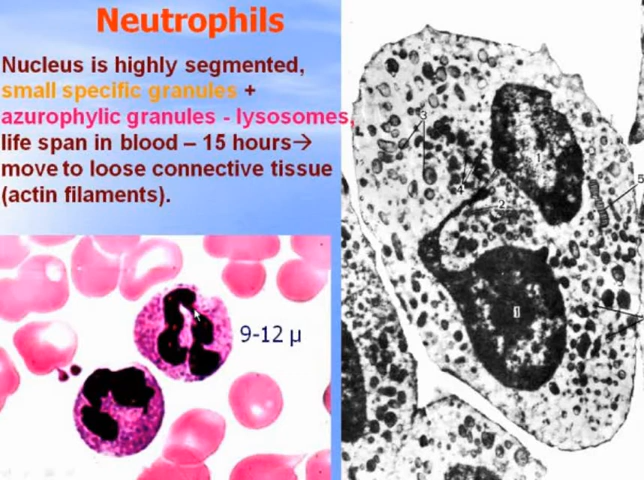 Neutrophils
Nucleus is highly segmented,
small specific granules +
azurophylic granules - lysosomes,
life span in blood – 15 hours→
move to loose connective tissue
(actin filaments).
9-12 µ
3
1
4
2
5
1